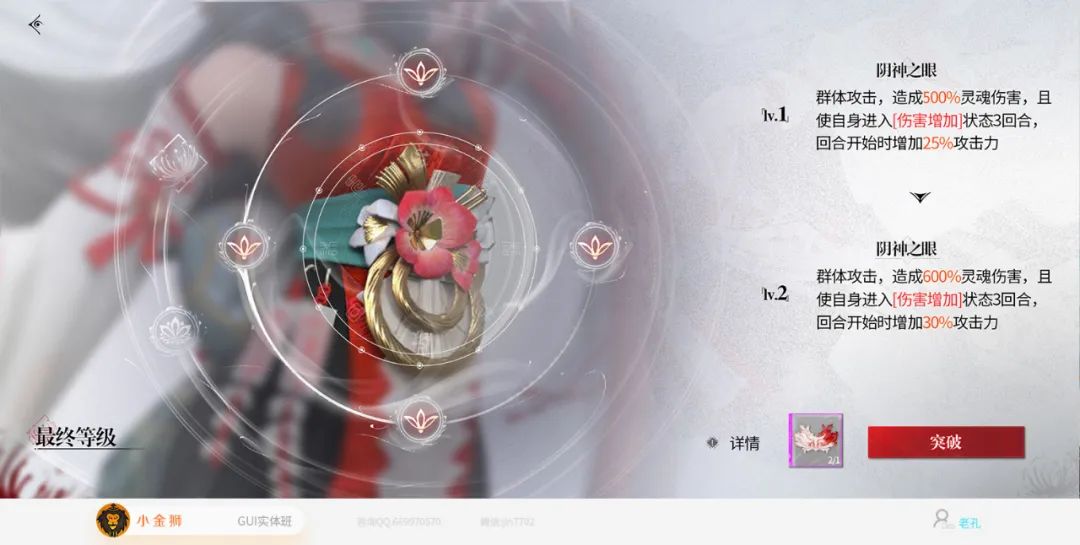 阴神之眼
lv.1
群体攻击，造成500%灵魂伤害，且
使自身进入[伤害增加]状态3回合，
回合开始时增加25%攻击力
阴神之眼
lv.2
群体攻击，造成600%灵魂伤害，且
使自身进入[伤害增加]状态3回合，
回合开始时增加30%攻击力
最终等级
详情
2/1
突破
小金狮
GUI实体班
咨询QQ:669970570
老孔